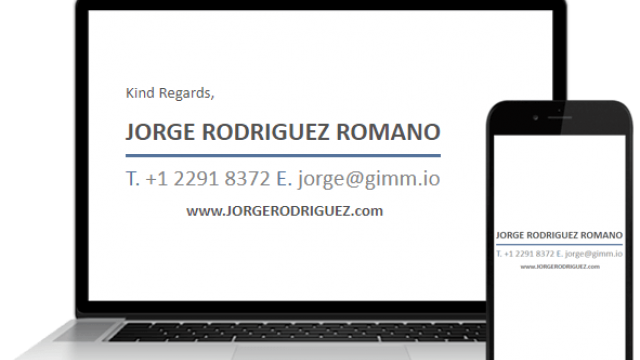 Kind Regards,
JORGE RODRIGUEZ ROMANO
T. +1 2291 8372 E. jorge@gimm.io
www.JORGERODRIGUEZ.com
JORGE RODRIGUEZ ROMANO
T. +1 2291 8372 E. jorge@gimm.io
www.JORGERODRIGUEZ.com